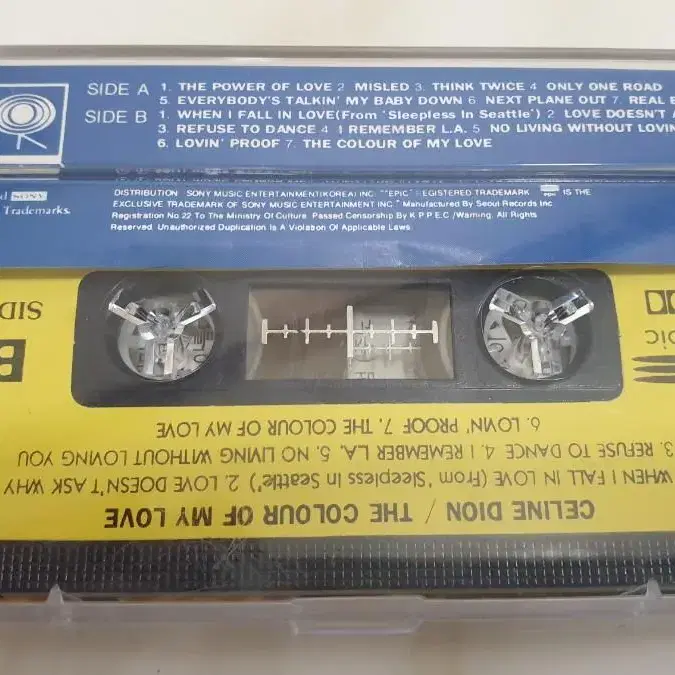 SIDE A 1. THE POWER OF LOVE 2 MISLED 3. THINK TWICE 4 ONLY ONE ROAD
5. EVERYBODY'S TALKIN' MY BABY DOWN 6 NEXT PLANE OUT 7. REAL
SIDE B 1. WHEN I FALL IN LOVE(From 'Sleepless In Seattle') 2 LOVE DOESN'T
3. REFUSE TO DANCE 4 I REMEMBER L.A. 5 NO LIVING WITHOUT
6. LOVIN' PROOF 7. THE COLOUR OF MY LOVE
SONY
Trademarks.
DISTRIBUTION SONY MUSIC ENTERTAINMENT(KOREA) INC. "EPIC" REGISTERED TRADEMARK IS THE
EXCLUSIVE TRADEMARK OF SONY MUSIC ENTERTAINMENT INC." Manufactured By Seoul Records Inc
Registration No.22 To The Ministry Of Culture. Passed Censorship By K.P.P.E.C./Warning. All Rights
Reserved. Unauthorized Duplication Is A Violation Of Applicable Laws.
CELINE DION / THE COLOUR OF MY LOVE
WHEN I FALL IN LOVE (From "Sleepless In Seattle") 2. LOVE DOESN'T ASK WHY
3. REFUSE TO DANCE 4. I REMEMBER L.A. 5. NO LIVING WITHOUT LOVING YOU
6. LOVIN' PROOF 7. THE COLOUR OF MY LOVE
B